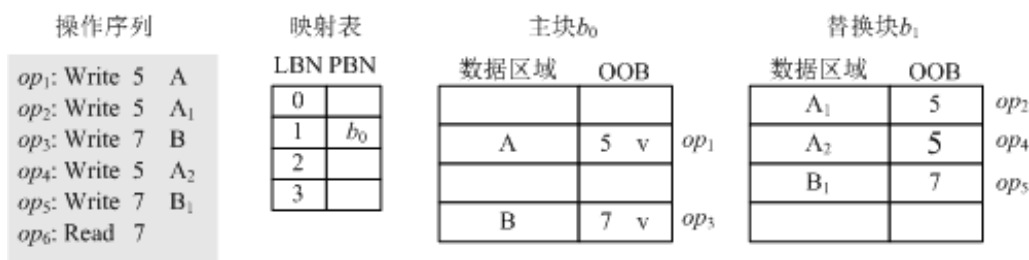 操作序列
op₁: Write 5 A
op₂: Write 5 A₁
op₃: Write 7 B
op₄: Write 5 A₂
op₅: Write 7 B₁
op₆: Read 7
映射表
LBN PBN
0
1 b₀
2
3
主块b₀
数据区域 OOB
A 5 v op₁
B 7 v op₃
替换块b₁
数据区域 OOB
A₁ 5 op₂
A₂ 5 op₄
B₁ 7 op₅